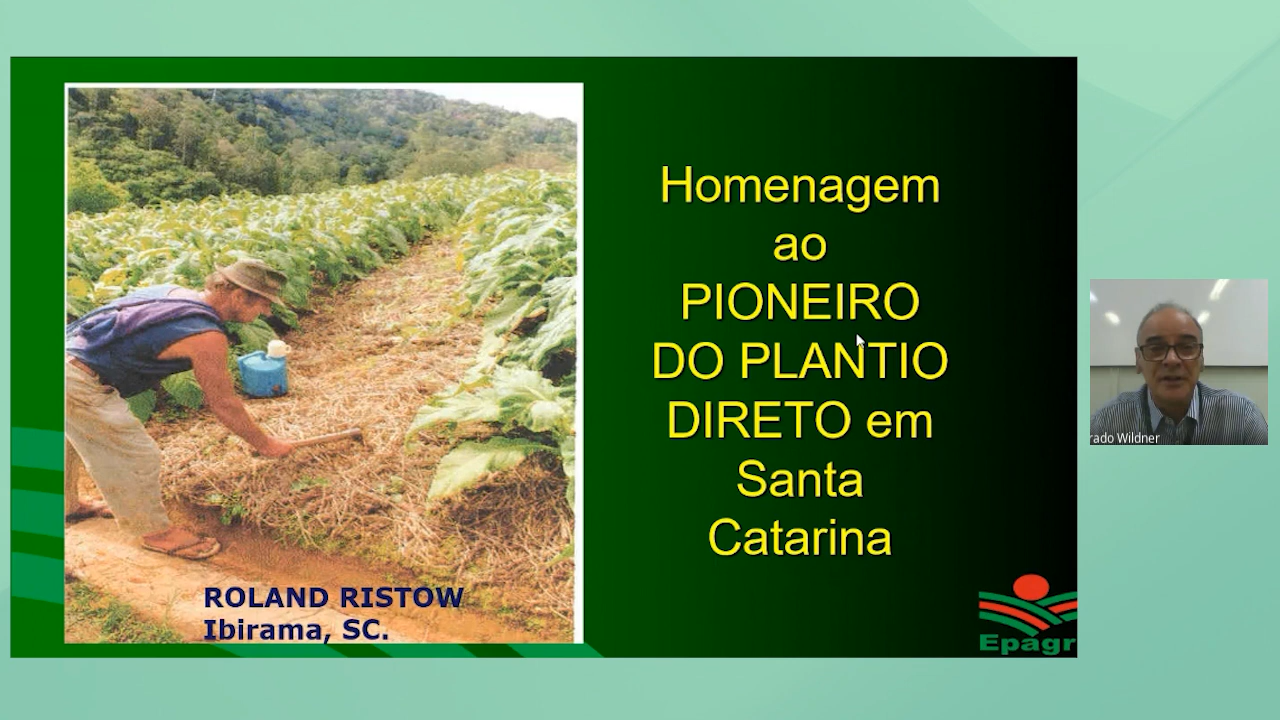 Homenagem
ao
PIONEIRO
DO PLANTIO
DIRETO em
Santa
Catarina
ROLAND RISTOW
Ibirama, SC.
Epagri
rado Wildner